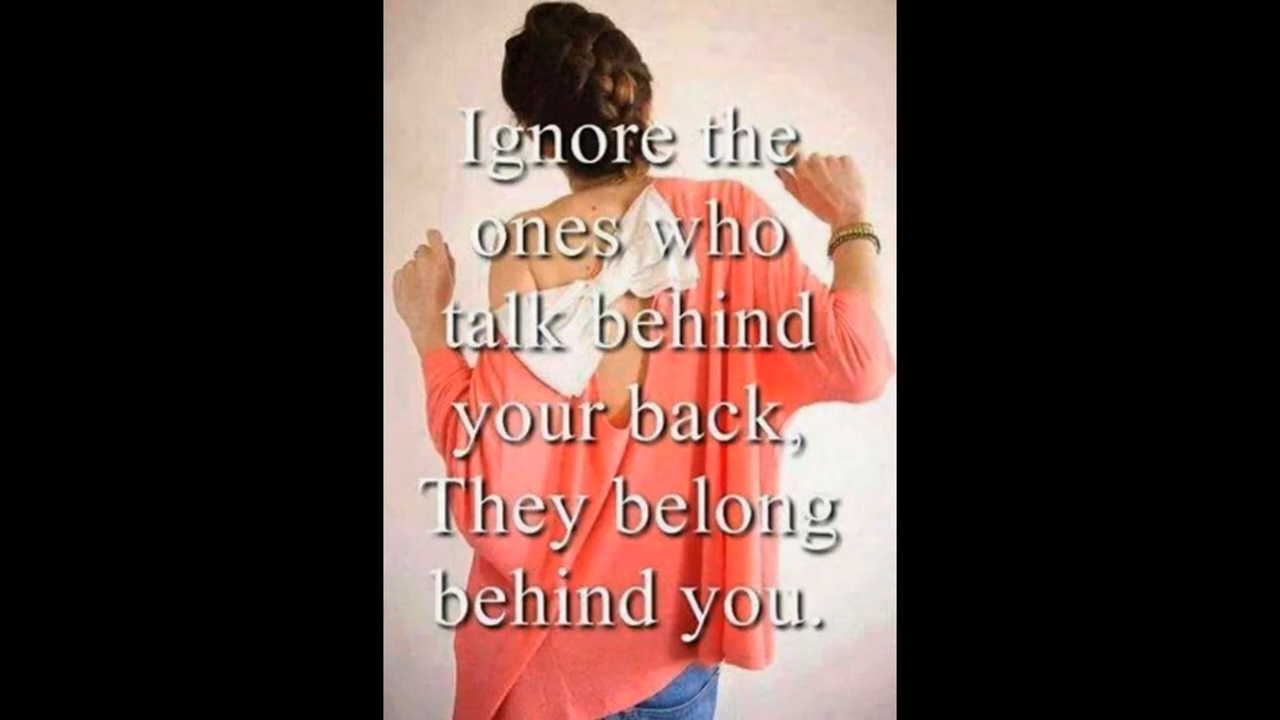 Ignore the
ones who
talk behind
your back,
They belong
behind you.